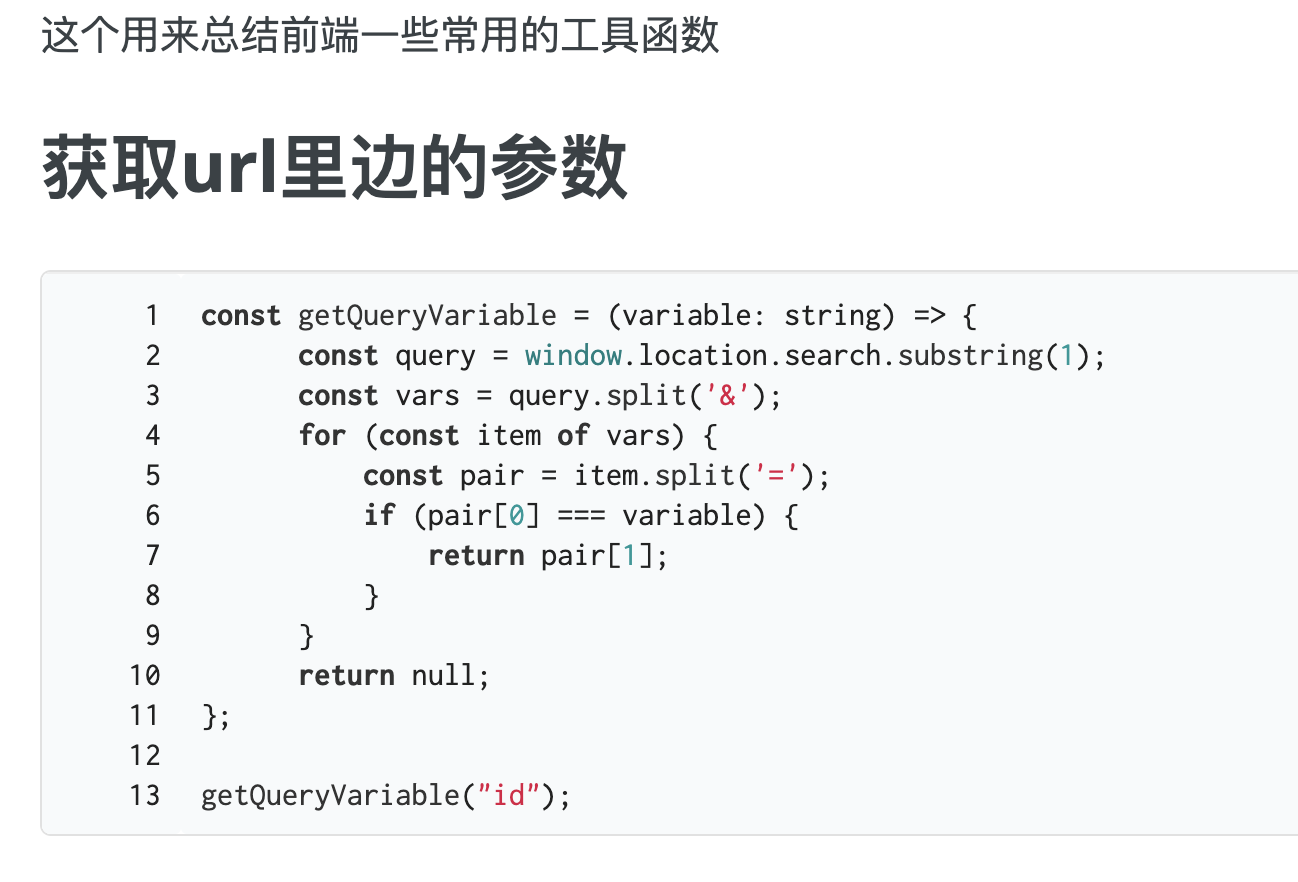 这个用来总结前端一些常用的工具函数
获取url里边的参数
1 const getQueryVariable = (variable: string) => {
2       const query = window.location.search.substring(1);
3       const vars = query.split('&');
4       for (const item of vars) {
5           const pair = item.split('=');
6           if (pair[0] === variable) {
7               return pair[1];
8           }
9       }
10       return null;
11 };
12
13 getQueryVariable("id");